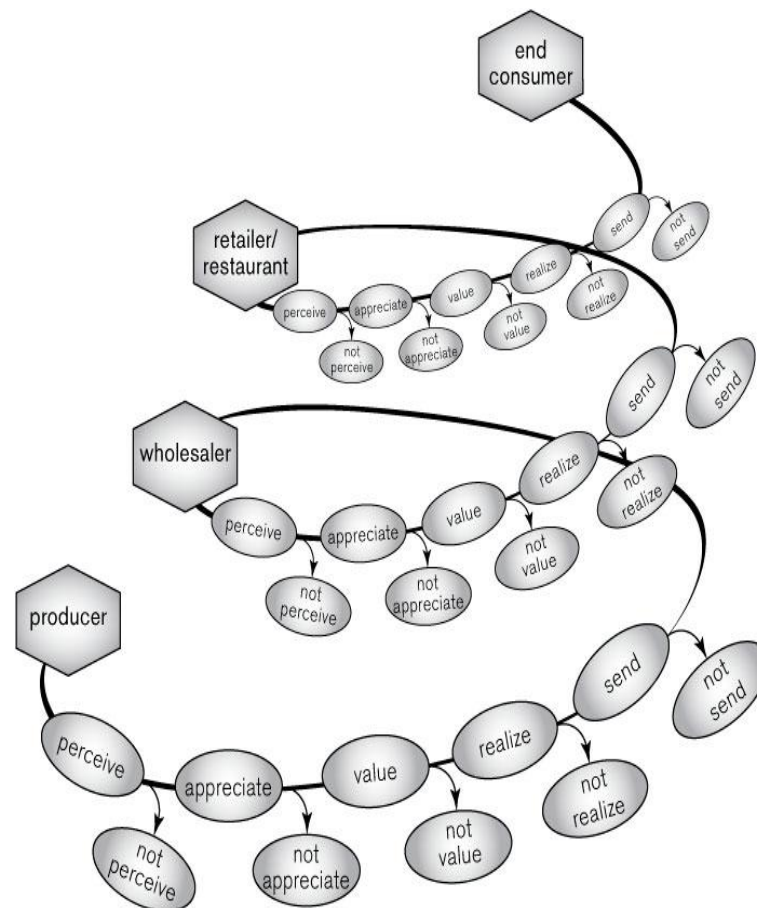 end
consumer
send
not
send
retailer/
restaurant
perceive
appreciate
value
realize
not
perceive
not
appreciate
not
value
not
realize
send
not
send
wholesaler
perceive
appreciate
value
realize
not
perceive
not
appreciate
not
value
not
realize
producer
send
not
send
perceive
appreciate
value
realize
not
perceive
not
appreciate
not
value
not
realize